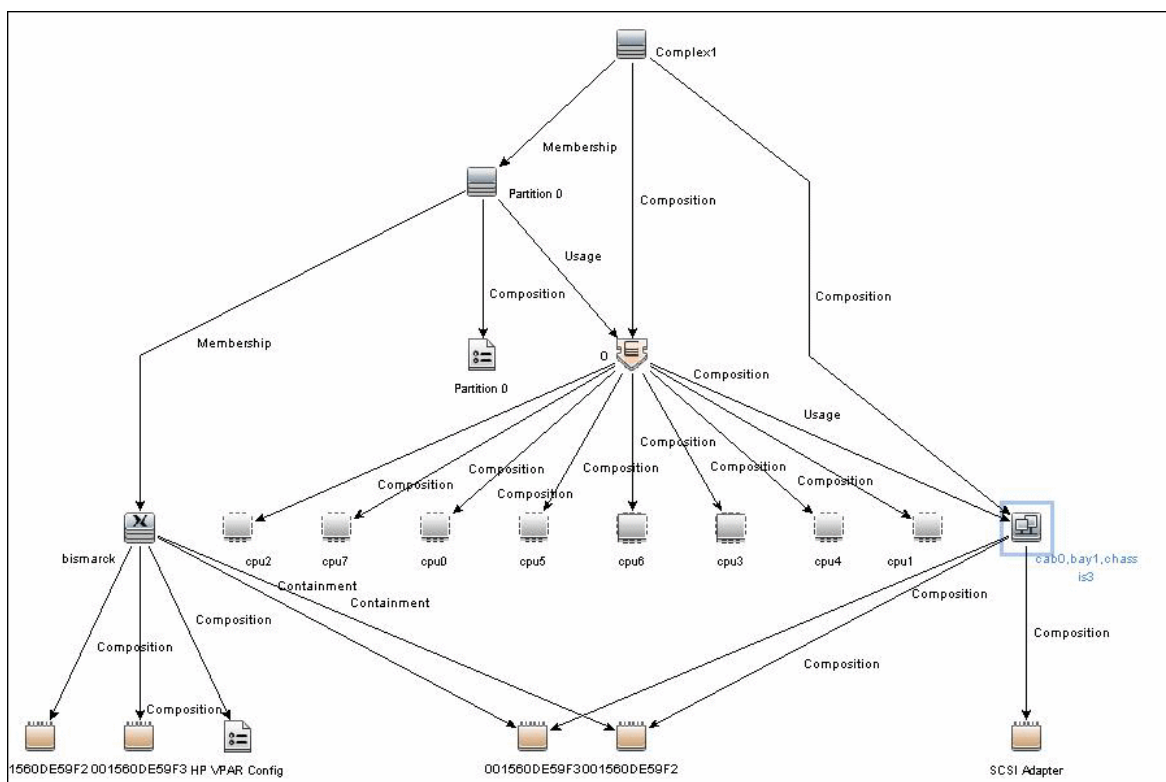 Complex1
Membership
Partition 0
Composition
Usage
Composition
Composition
Membership
0
Partition 0
Composition
Usage
Composition
Composition
Composition
Composition
Composition
Composition
Composition
bismarck
cpu2
cpu7
cpu0
cpu5
cpu6
cpu3
cpu4
cpu1
cab0,bay1,chass
is3
Containment
Containment
Composition
Composition
Composition
Composition
Composition
1560DE59F2
001560DE59F3
HP VPAR Config
001560DE59F3
001560DE59F2
SCSI Adapter